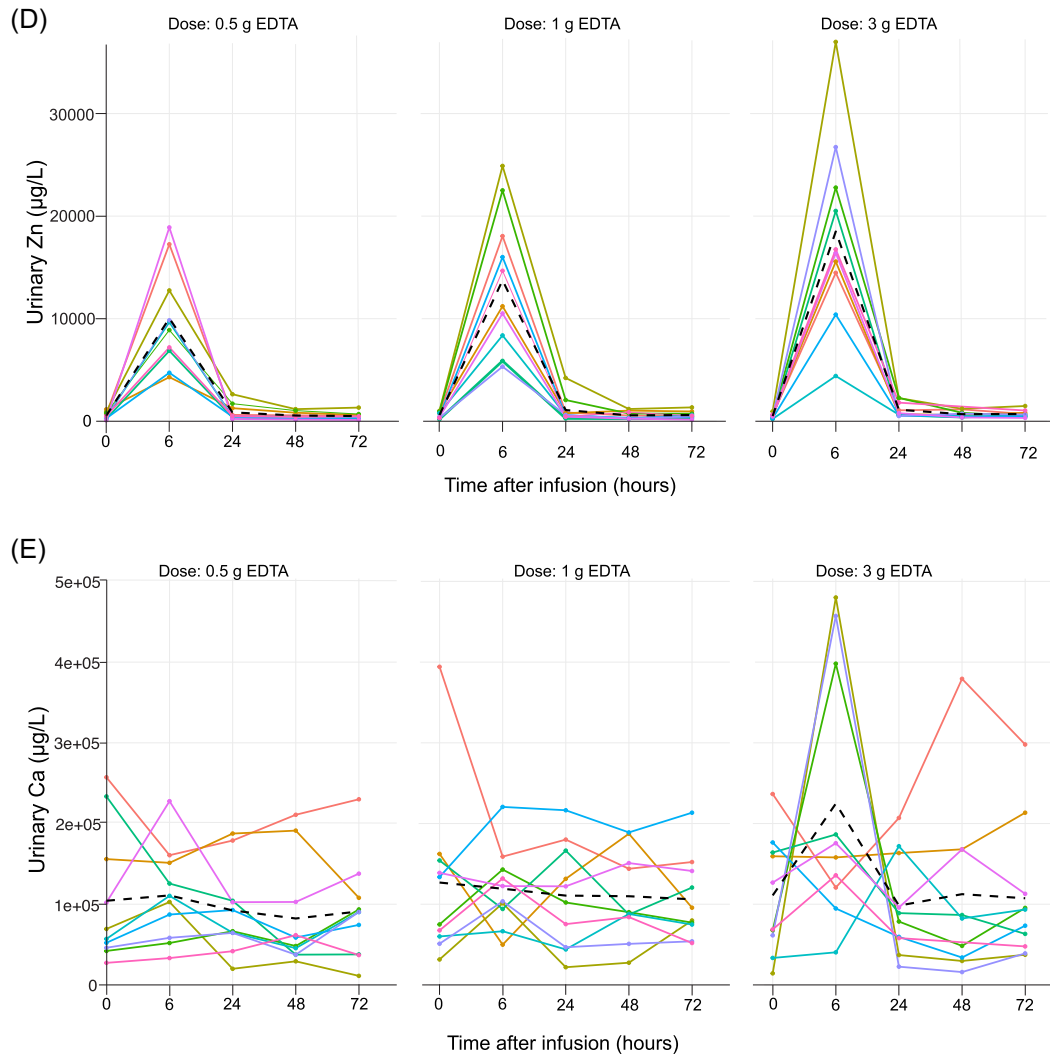 (D)
Dose: 0.5 g EDTA
Dose: 1 g EDTA
Dose: 3 g EDTA
Urinary Zn (µg/L)
30000
20000
10000
0
0 6 24 48 72
0 6 24 48 72
0 6 24 48 72
Time after infusion (hours)
(E)
Dose: 0.5 g EDTA
Dose: 1 g EDTA
Dose: 3 g EDTA
Urinary Ca (µg/L)
5e+05
4e+05
3e+05
2e+05
1e+05
0
0 6 24 48 72
0 6 24 48 72
0 6 24 48 72
Time after infusion (hours)